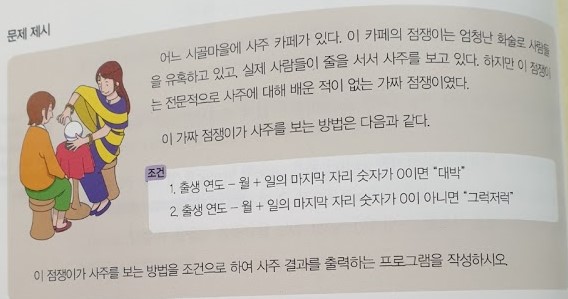 문제 제시
어느 시골마을에 사주 카페가 있다. 이 카페의 점쟁이는 엄청난 화술로 사람들
을 유혹하고 있고, 실제 사람들이 줄을 서서 사주를 보고 있다. 하지만 이 점쟁이
는 전문적으로 사주에 대해 배운 적이 없는 가짜 점쟁이였다.
이 가짜 점쟁이가 사주를 보는 방법은 다음과 같다.
조건
1. 출생 연도 – 월 + 일의 마지막 자리 숫자가 0이면 “대박”
2. 출생 연도 – 월 + 일의 마지막 자리 숫자가 0이 아니면 “그럭저럭”
이 점쟁이가 사주를 보는 방법을 조건으로 하여 사주 결과를 출력하는 프로그램을 작성하시오.